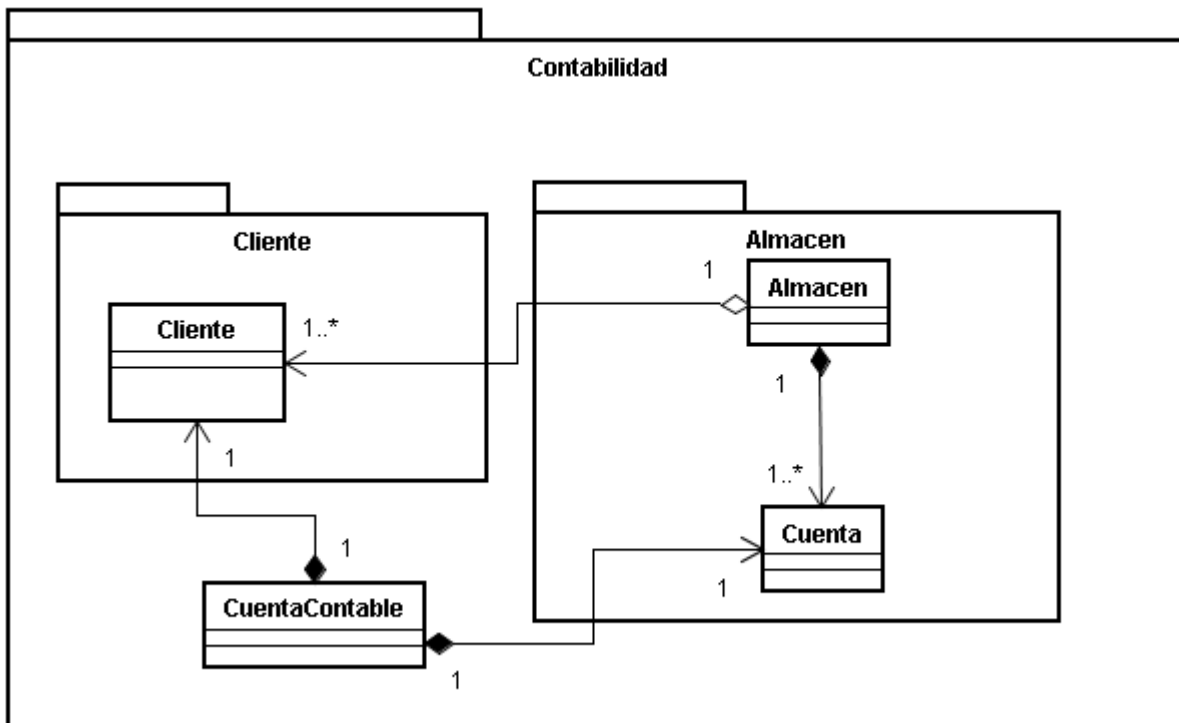 Contabilidad
Cliente
Almacen
1
Almacen
Cliente
1..*
1
1
1..*
Cuenta
1
1
CuentaContable
1